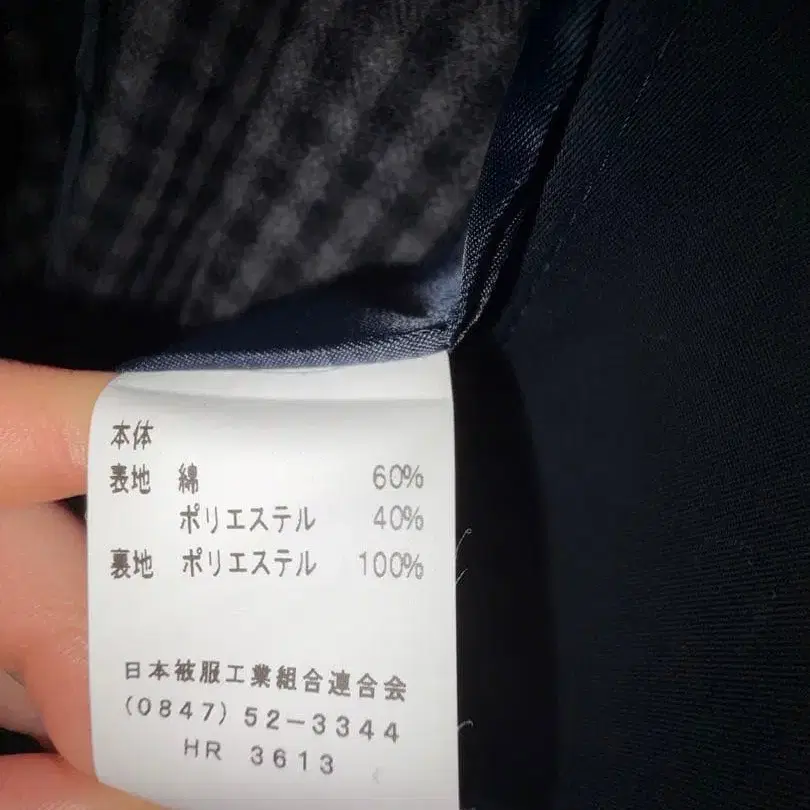 本体
表地 綿 60%
ポリエステル 40%
裏地 ポリエステル 100%
日本被服工業組合連合会
(0847) 52-3344
HR 3613